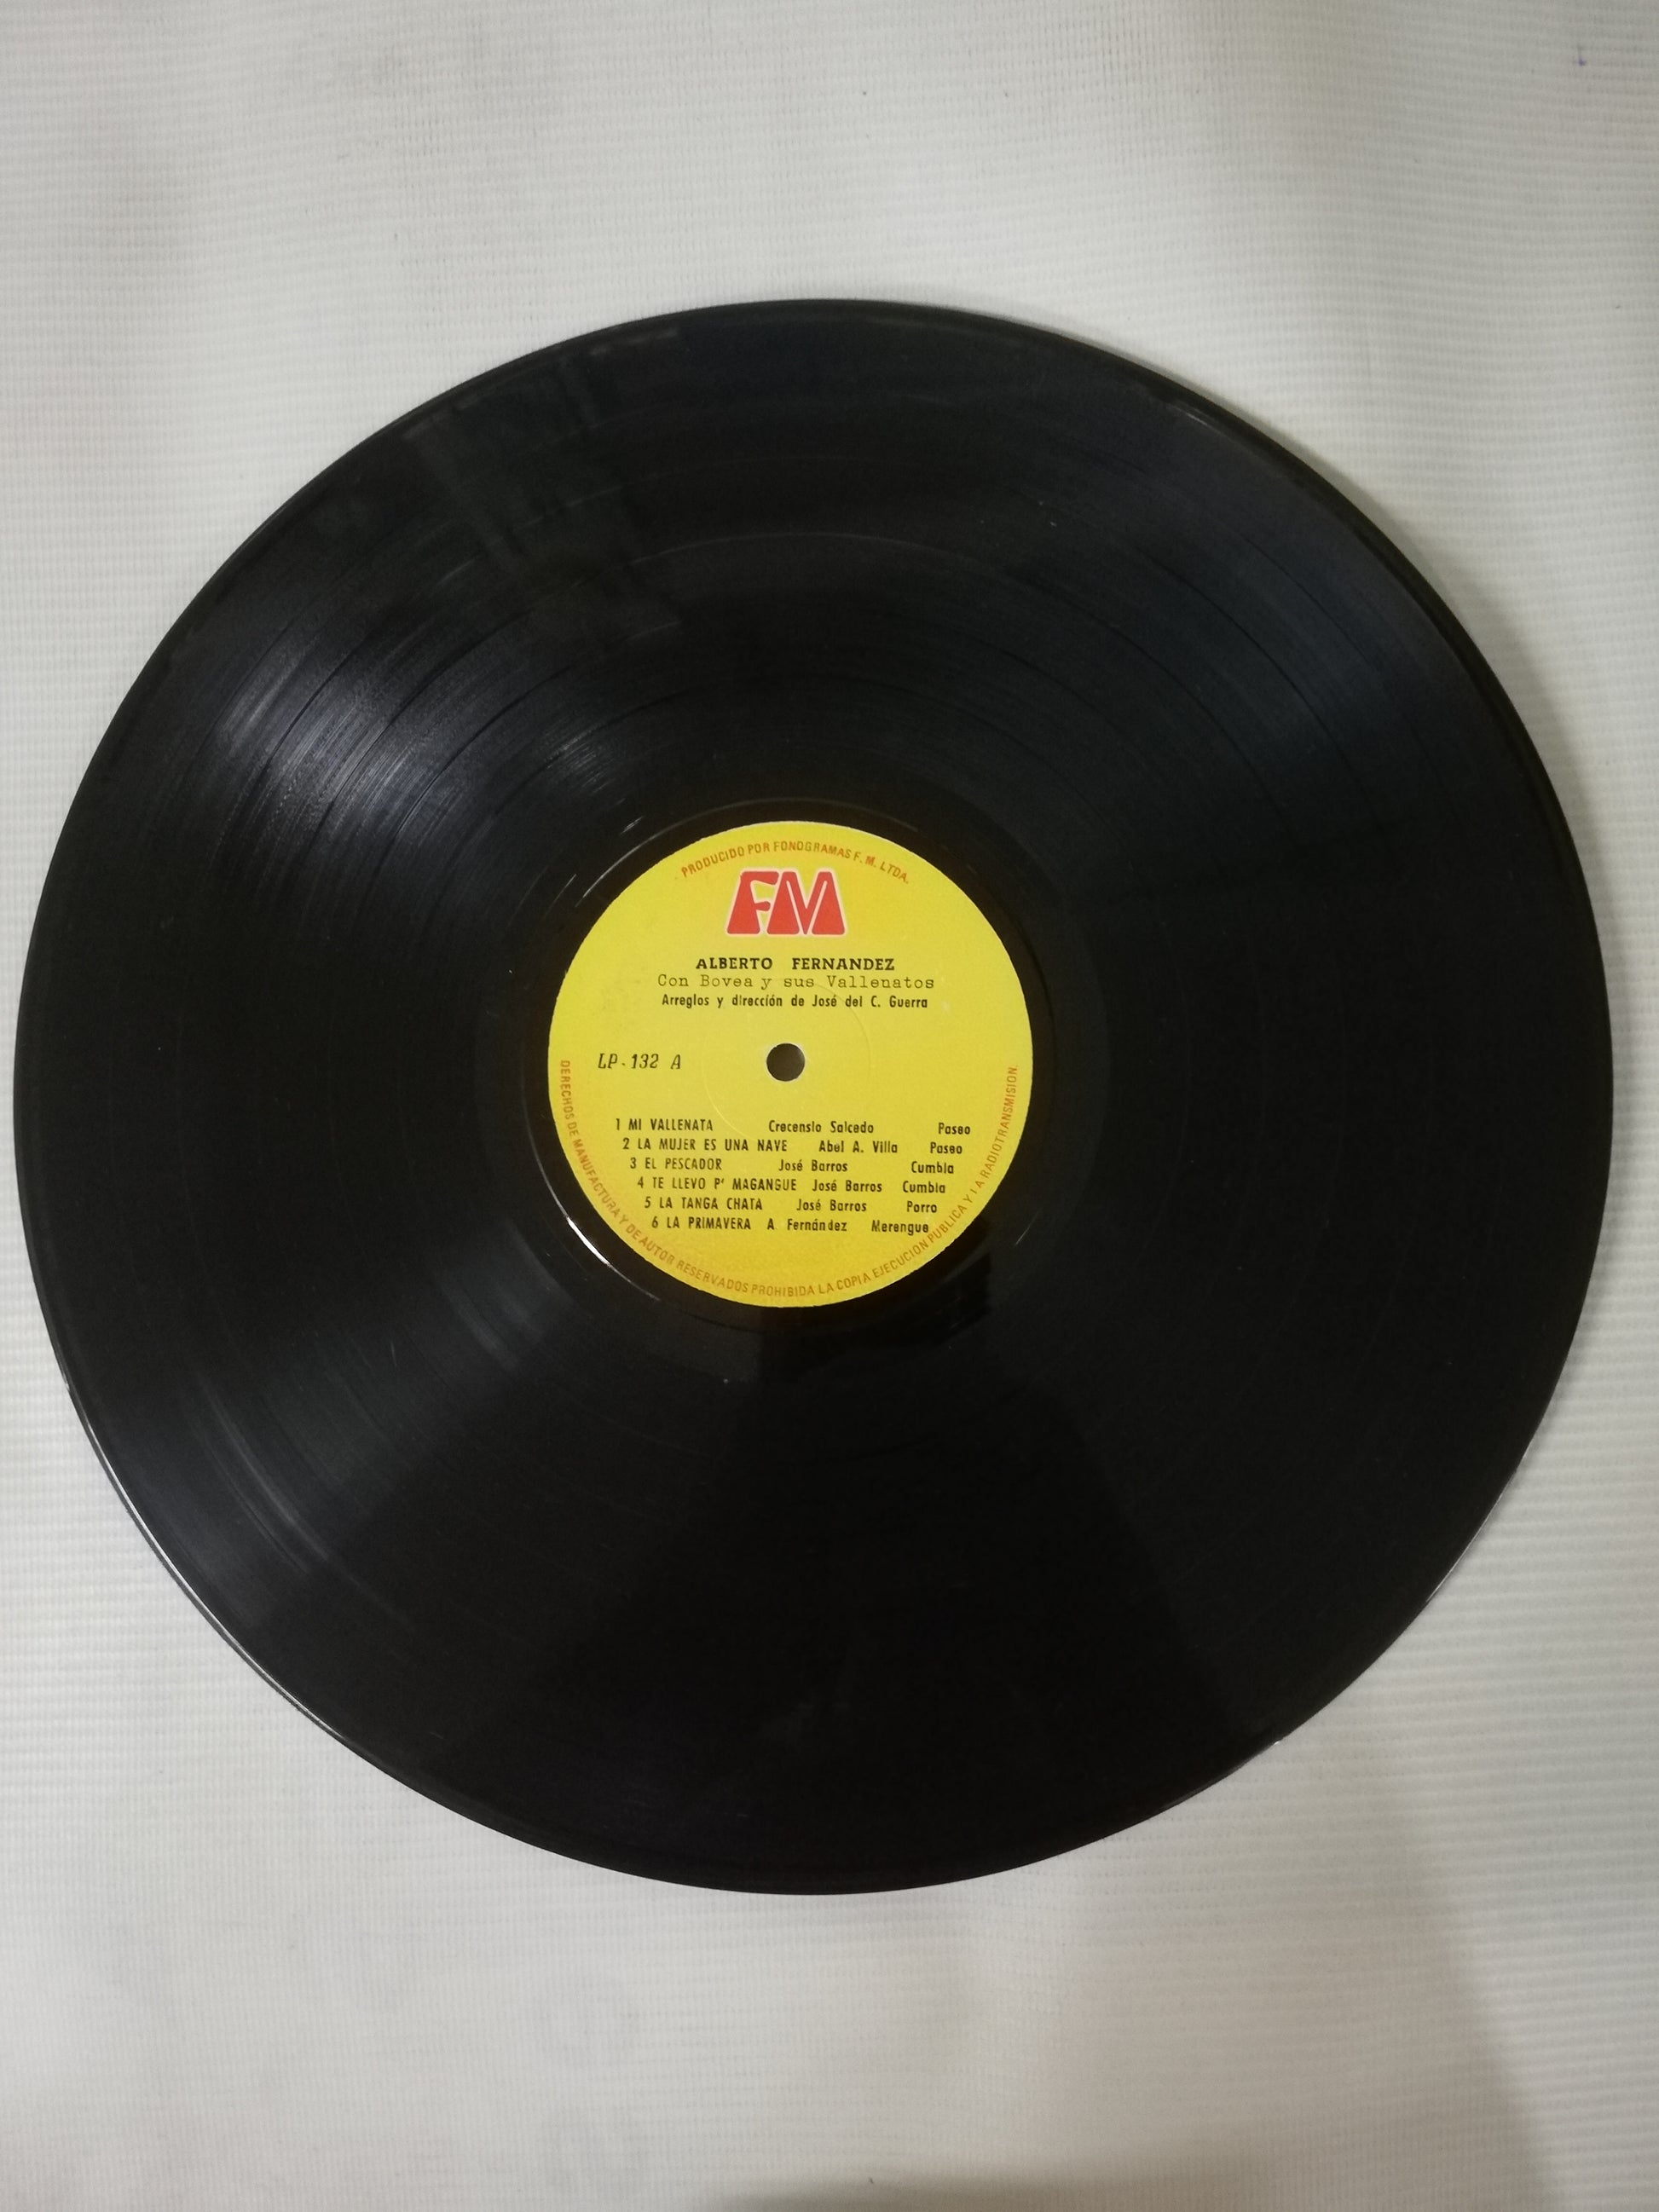 PRODUCIDO POR FONOGRAMAS F. M. LTDA.
FM
ALBERTO FERNANDEZ
Con Bovea y sus Vallenatos
Arreglos y dirección de José del C. Guerra
LP-132 A
1 MI VALLENATA Crecensio Salcedo Paseo
2 LA MUJER ES UNA NAVE Abel A. Villa Paseo
3 EL PESCADOR José Barros Cumbia
4 TE LLEVO P' MAGANGUE José Barros Cumbia
5 LA TANGA CHATA José Barros Porro
6 LA PRIMAVERA A Fernández Merengue
DERECHOS DE MANUFACTURA Y DE AUTOR RESERVADOS PROHIBIDA LA COPIA EJECUCION PUBLICA Y LA RADIOTRANSMISION.